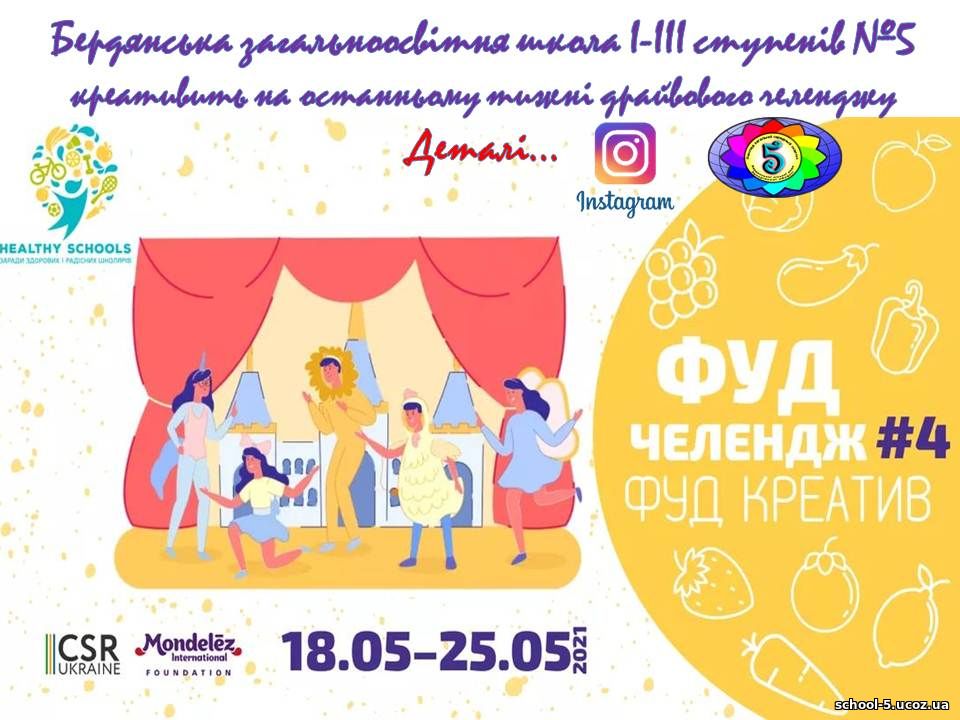 Бердянська загальноосвітня школа І-ІІІ ступенів №5
креативить на останньому тижні драйвового челенджу
Деталі...
Instagram
5
HEALTHY SCHOOLS
ЗАРАДИ ЗДОРОВИХ І РАДІСНИХ ШКОЛЯРІВ
ФУД
ЧЕЛЕНДЖ #4
ФУД КРЕАТИВ
CSR
UKRAINE
Mondelēz
International
FOUNDATION
18.05–25.05
2021
school-5.ucoz.ua